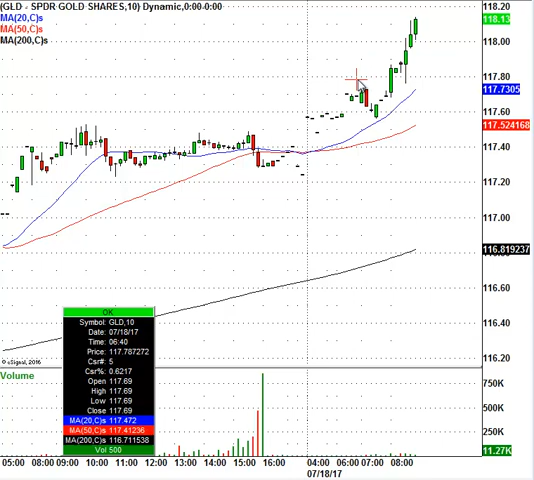 (GLD - SPDR GOLD SHARES,10) Dynamic,0:00-0:00
MA(20,C)s
MA(50,C)s
MA(200,C)s
118.20
118.13
118.00
117.80
117.7305
117.60
117.524168
117.40
117.20
117.00
116.819237
116.60
116.40
116.20
© eSignal, 2016
OK
Symbol: GLD,10
Date: 07/18/17
Time: 06:40
Price: 117.787272
Csr#: 5
Csr%: 0.6217
Open 117.69
High 117.69
Low 117.69
Close 117.69
MA(20,C)s 117.472
MA(50,C)s 117.41236
MA(200,C)s 116.711538
Vol 500
Volume
750K
500K
250K
11.27K
05:00 08:00 09:00 10:00 11:00 12:00 13:00 14:00 15:00 16:00 04:00 06:00 07:00 08:00
07/18/17